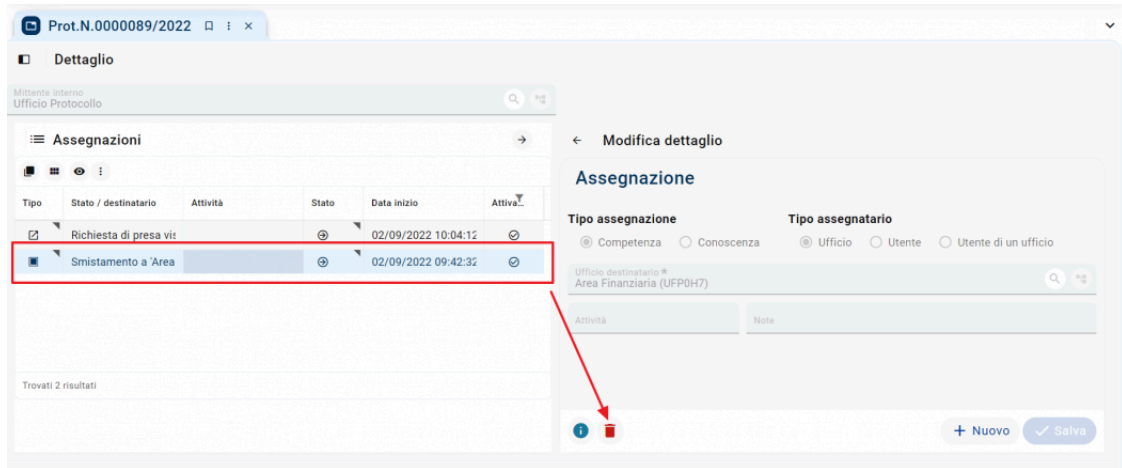 Prot.N.0000089/2022
Dettaglio
Mittente interno
Ufficio Protocollo
Assegnazioni
Tipo Stato / destinatario Attività Stato Data inizio Attiva
Richiesta di presa vis 02/09/2022 10:04:12
Smistamento a 'Area 02/09/2022 09:42:32
Trovati 2 risultati
Modifica dettaglio
Assegnazione
Tipo assegnazione Tipo assegnatario
Competenza Conoscenza Ufficio Utente Utente di un ufficio
Ufficio destinatario *
Area Finanziaria (UFP0H7)
Attività Note
+ Nuovo Salva